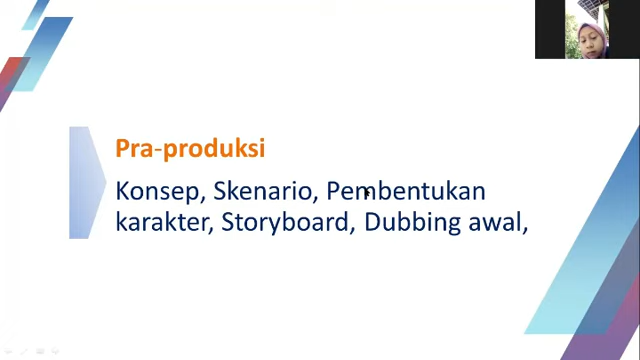 Pra-produksi
Konsep, Skenario, Pembentukan
karakter, Storyboard, Dubbing awal,